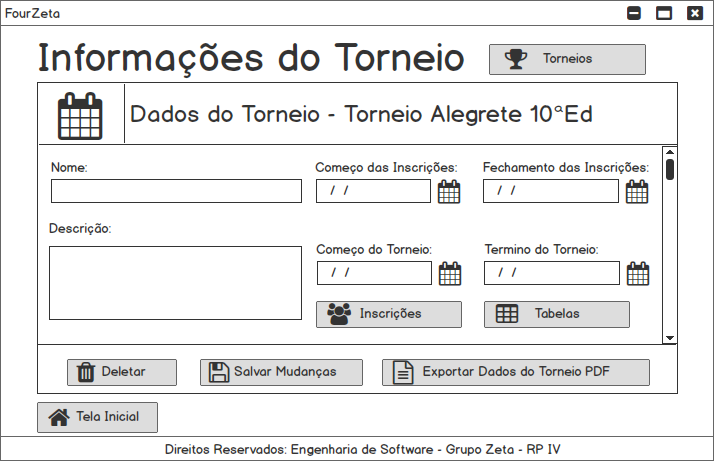 FourZeta
Informações do Torneio
Torneios
Dados do Torneio - Torneio Alegrete 10ªEd
Nome:
Começo das Inscrições:
Fechamento das Inscrições:
/ /
/ /
Descrição:
Começo do Torneio:
Termino do Torneio:
/ /
/ /
Inscrições
Tabelas
Deletar
Salvar Mudanças
Exportar Dados do Torneio PDF
Tela Inicial
Direitos Reservados: Engenharia de Software - Grupo Zeta - RP IV